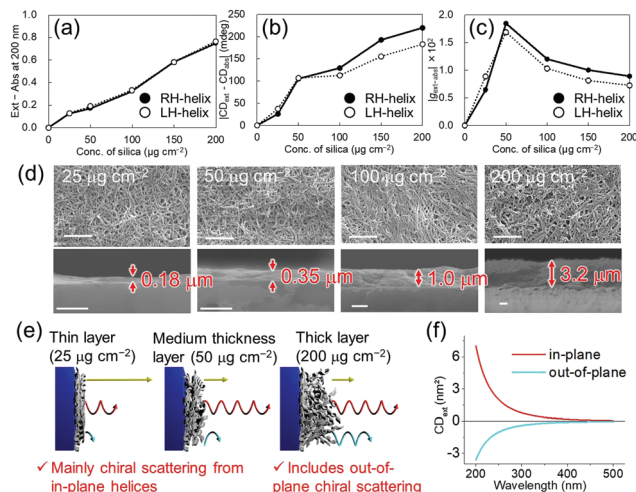 (a)
Ext – Abs at 200 nm
1.0
0.8
0.6
0.4
0.2
0.0
0 50 100 150 200
Conc. of silica (μg cm⁻²)
RH-helix
LH-helix
(b)
|CD_ext - CD_abs| (mdeg)
250
200
150
100
50
0
0 50 100 150 200
Conc. of silica (μg cm⁻²)
RH-helix
LH-helix
(c)
|g_ext-abs| × 10²
2.0
1.5
1.0
0.5
0.0
0 50 100 150 200
Conc. of silica (μg cm⁻²)
RH-helix
LH-helix
(d)
25 μg cm⁻²
50 μg cm⁻²
100 μg cm⁻²
200 μg cm⁻²
0.18 μm
0.35 μm
1.0 μm
3.2 μm
(e)
Thin layer
(25 μg cm⁻²)
Medium thickness
layer (50 μg cm⁻²)
Thick layer
(200 μg cm⁻²)
✓ Mainly chiral scattering from
in-plane helices
✓ Includes out-of-
plane chiral scattering
(f)
CD_ext (nm²)
6
3
0
-3
in-plane
out-of-plane
200 300 400 500
Wavelength (nm)